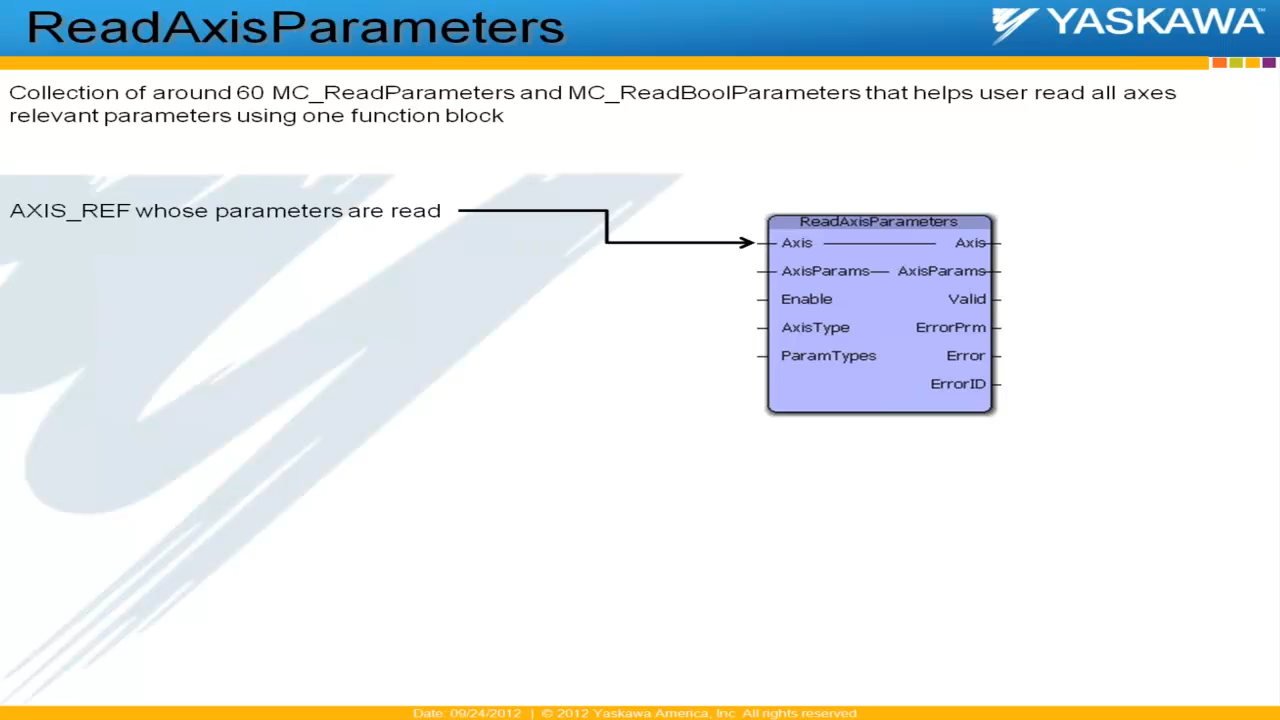 ReadAxisParameters
YASKAWA™
Collection of around 60 MC_ReadParameters and MC_ReadBoolParameters that helps user read all axes
relevant parameters using one function block
AXIS_REF whose parameters are read
ReadAxisParameters
Axis Axis
AxisParams AxisParams
Enable Valid
AxisType ErrorPrm
ParamTypes Error
ErrorID
Date: 09/24/2012 | © 2012 Yaskawa America, Inc. All rights reserved